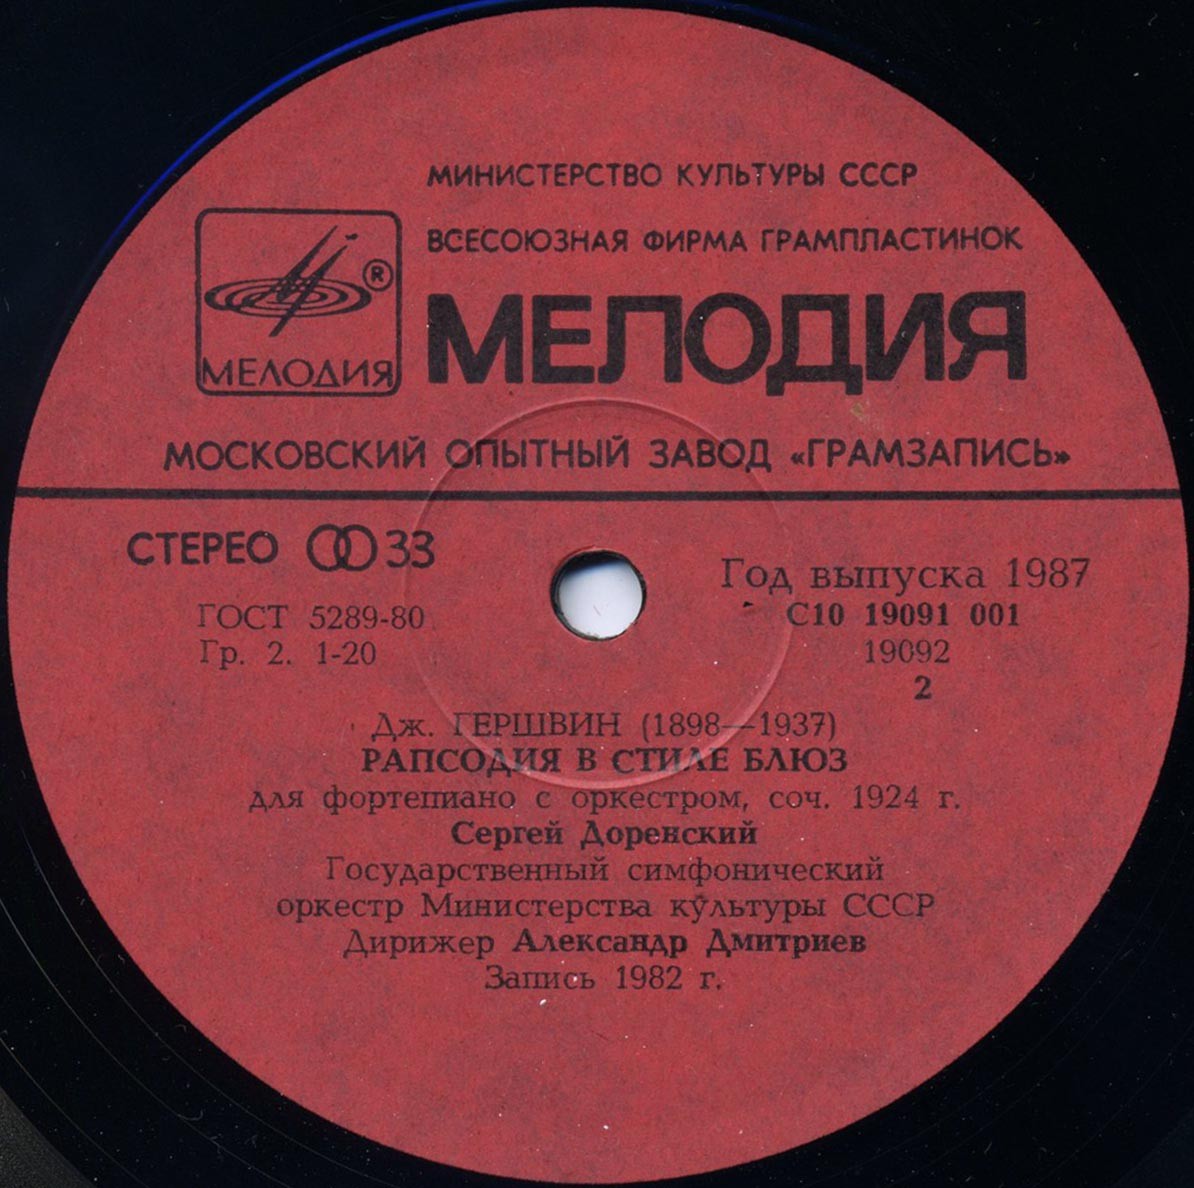 МИНИСТЕРСТВО КУЛЬТУРЫ СССР
ВСЕСОЮЗНАЯ ФИРМА ГРАМПЛАСТИНОК
МЕЛОДИЯ
®
МЕЛОДИЯ
МОСКОВСКИЙ ОПЫТНЫЙ ЗАВОД «ГРАМЗАПИСЬ»
СТЕРЕО 33
ГОСТ 5289-80
Гр. 2. 1-20
Год выпуска 1987
С10 19091 001
19092
2
Дж. ГЕРШВИН (1898—1937)
РАПСОДИЯ В СТИЛЕ БЛЮЗ
для фортепиано с оркестром, соч. 1924 г.
Сергей Доренский
Государственный симфонический
оркестр Министерства культуры СССР
Дирижер Александр Дмитриев
Запись 1982 г.